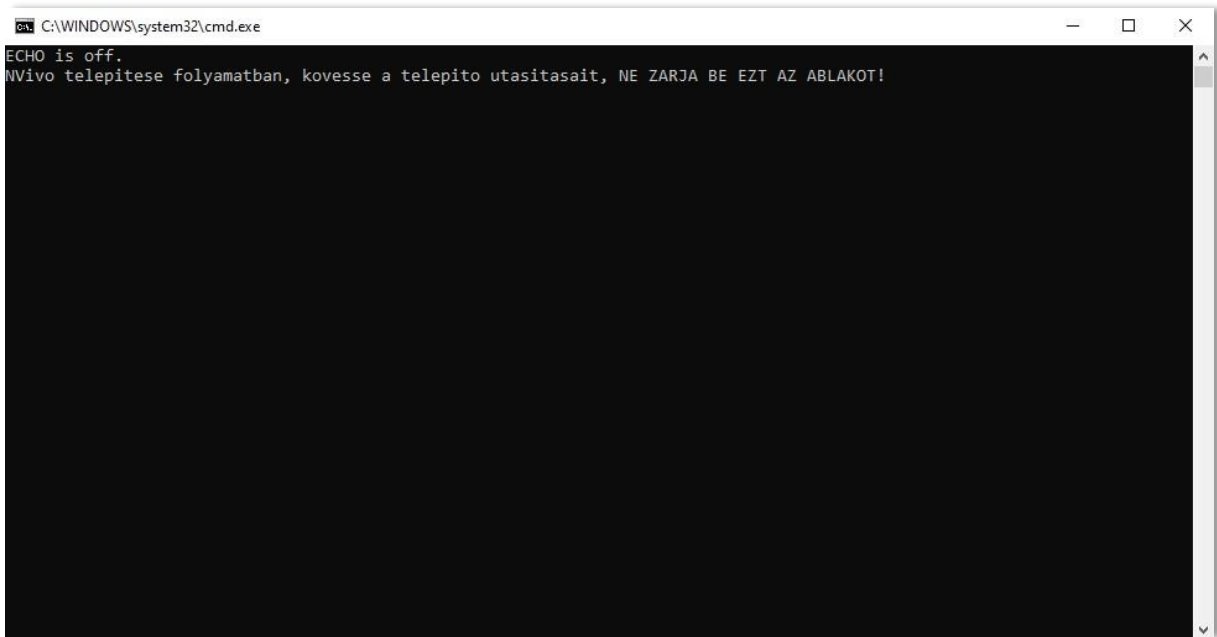 C:\WINDOWS\system32\cmd.exe
ECHO is off.
NVivo telepitese folyamatban, kovesse a telepito utasitasait, NE ZARJA BE EZT AZ ABLAKOT!